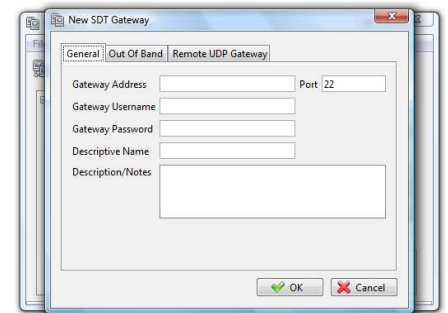 New SDT Gateway
General Out Of Band Remote UDP Gateway
Gateway Address Port 22
Gateway Username
Gateway Password
Descriptive Name
Description/Notes
OK Cancel